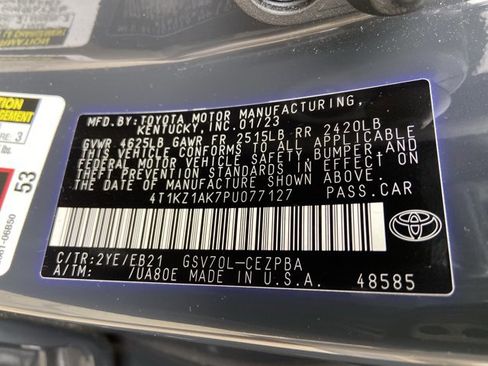 MFD.BY:TOYOTA MOTOR MANUFACTURING,
KENTUCKY,INC. 01/23
GVWR 4625LB GAWR FR 2515LB RR 2420LB
THIS VEHICLE CONFORMS TO ALL APPLICABLE
FEDERAL MOTOR VEHICLE SAFETY,BUMPER,AND
THEFT PREVENTION STANDARDS IN EFFECT ON
THE DATE OF MANUFACTURE SHOWN ABOVE.
4T1KZ1AK7PU077127 PASS.CAR
C/TR:2YE/EB21 GSV70L-CEZPBA
A/TM: /UA80E MADE IN U.S.A.
48585
TOYOTA
53